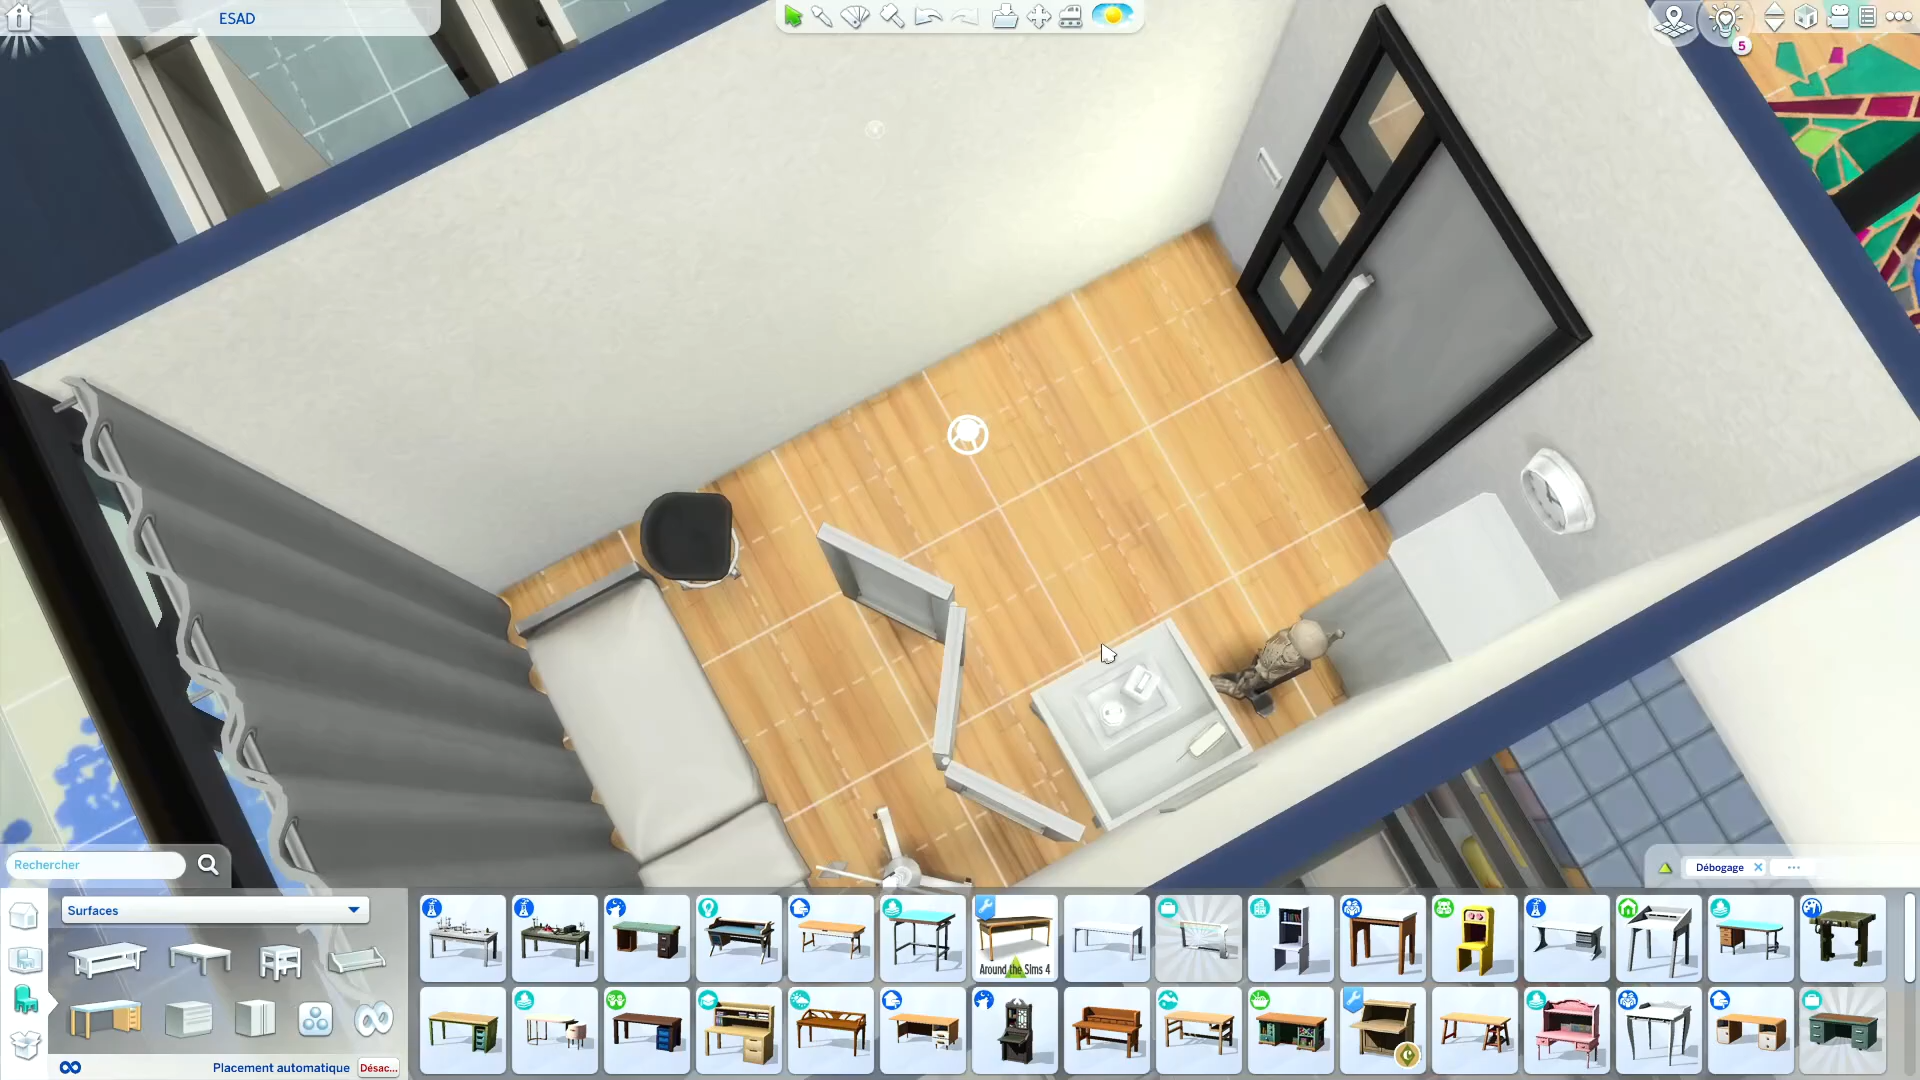 ESAD
5
Rechercher
Débogage
Surfaces
Around the Sims 4
Placement automatique
Désac...